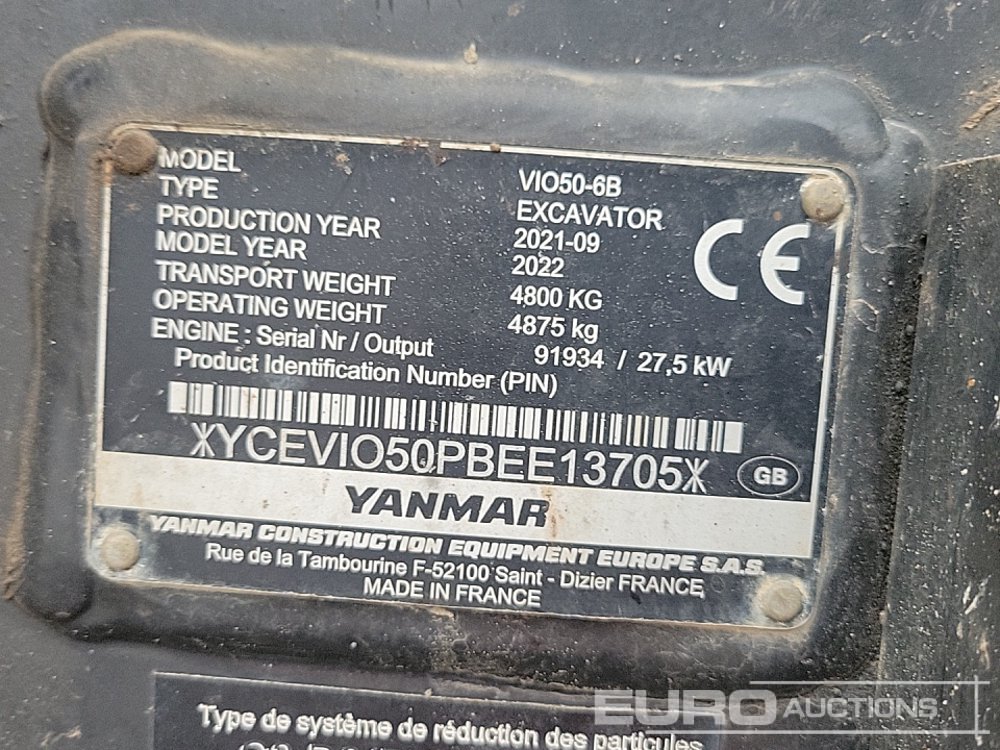 MODEL VIO50-6B
TYPE EXCAVATOR
PRODUCTION YEAR 2021-09
MODEL YEAR 2022
TRANSPORT WEIGHT 4800 KG
OPERATING WEIGHT 4875 kg
ENGINE : Serial Nr / Output 91934 / 27,5 kW
Product Identification Number (PIN)
CE
*YCEVIO50PBEE13705*
GB
YANMAR
YANMAR CONSTRUCTION EQUIPMENT EUROPE S.A.S.
Rue de la Tambourine F-52100 Saint - Dizier FRANCE
MADE IN FRANCE
Type de système de réduction des particules
EURO AUCTIONS